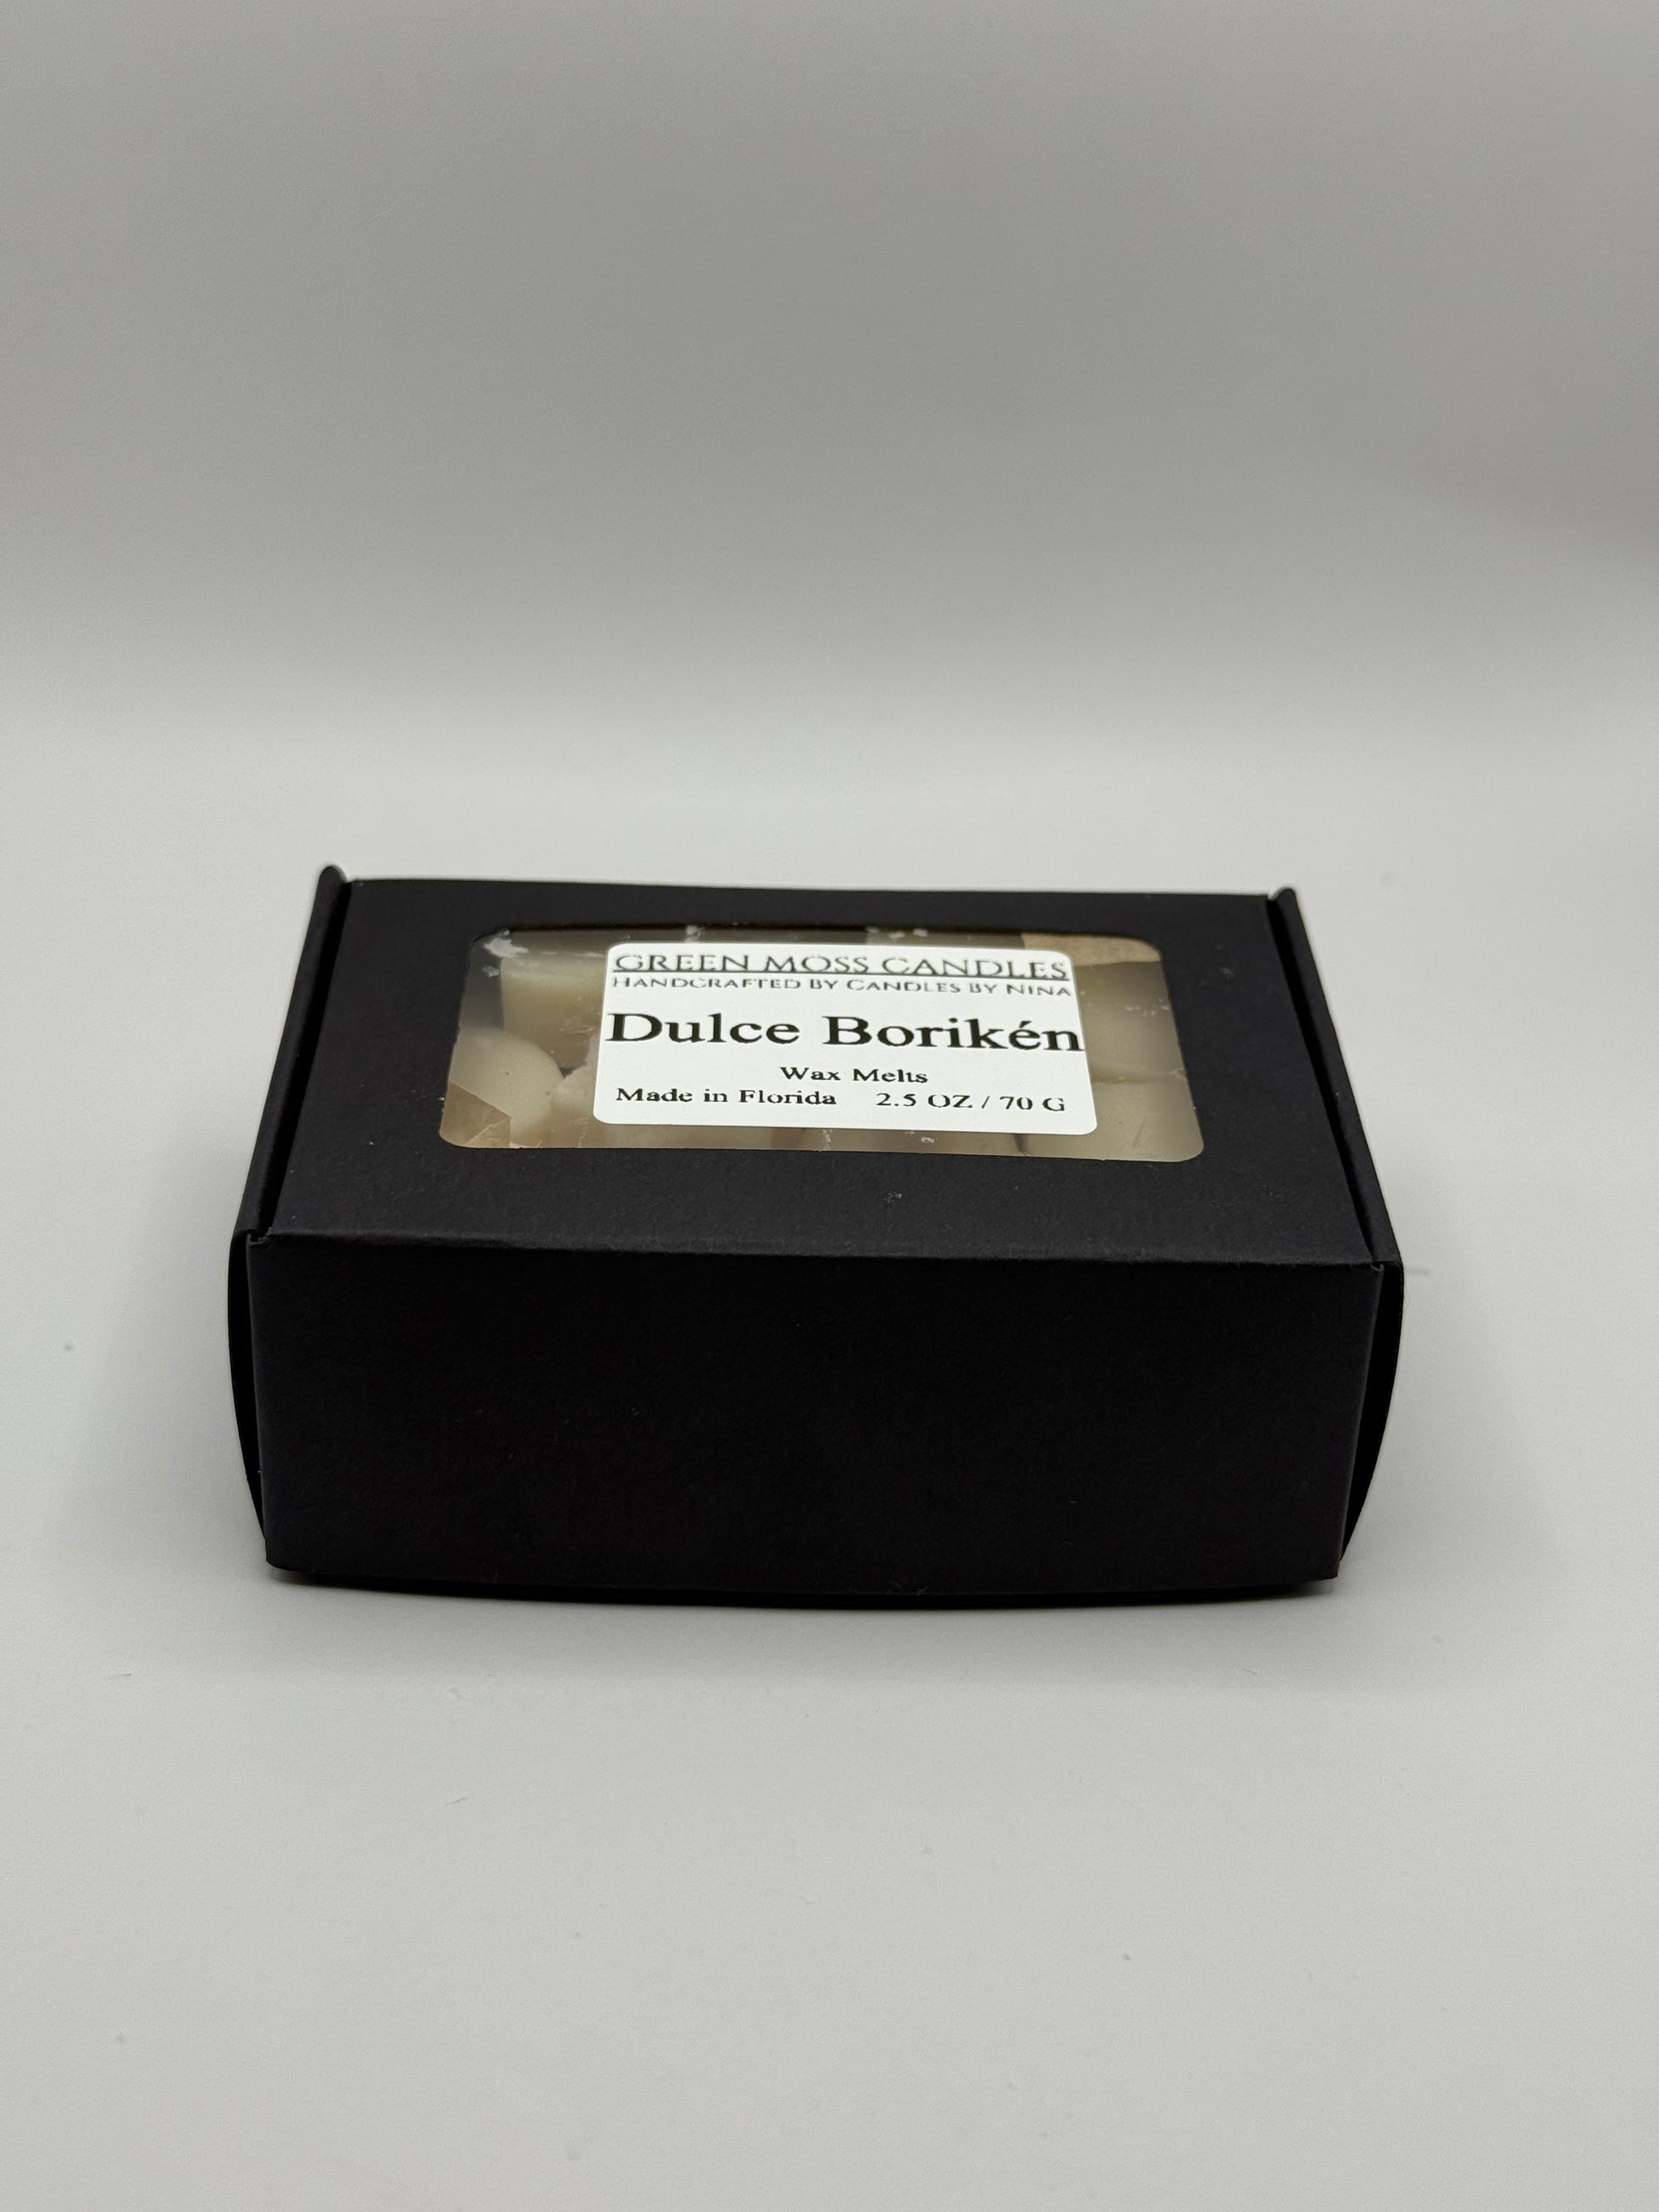 GREEN MOSS CANDLES
HANDCRAFTED BY CANDLES BY NINA
Dulce Borikén
Wax Melts
Made in Florida 2.5 OZ / 70 G